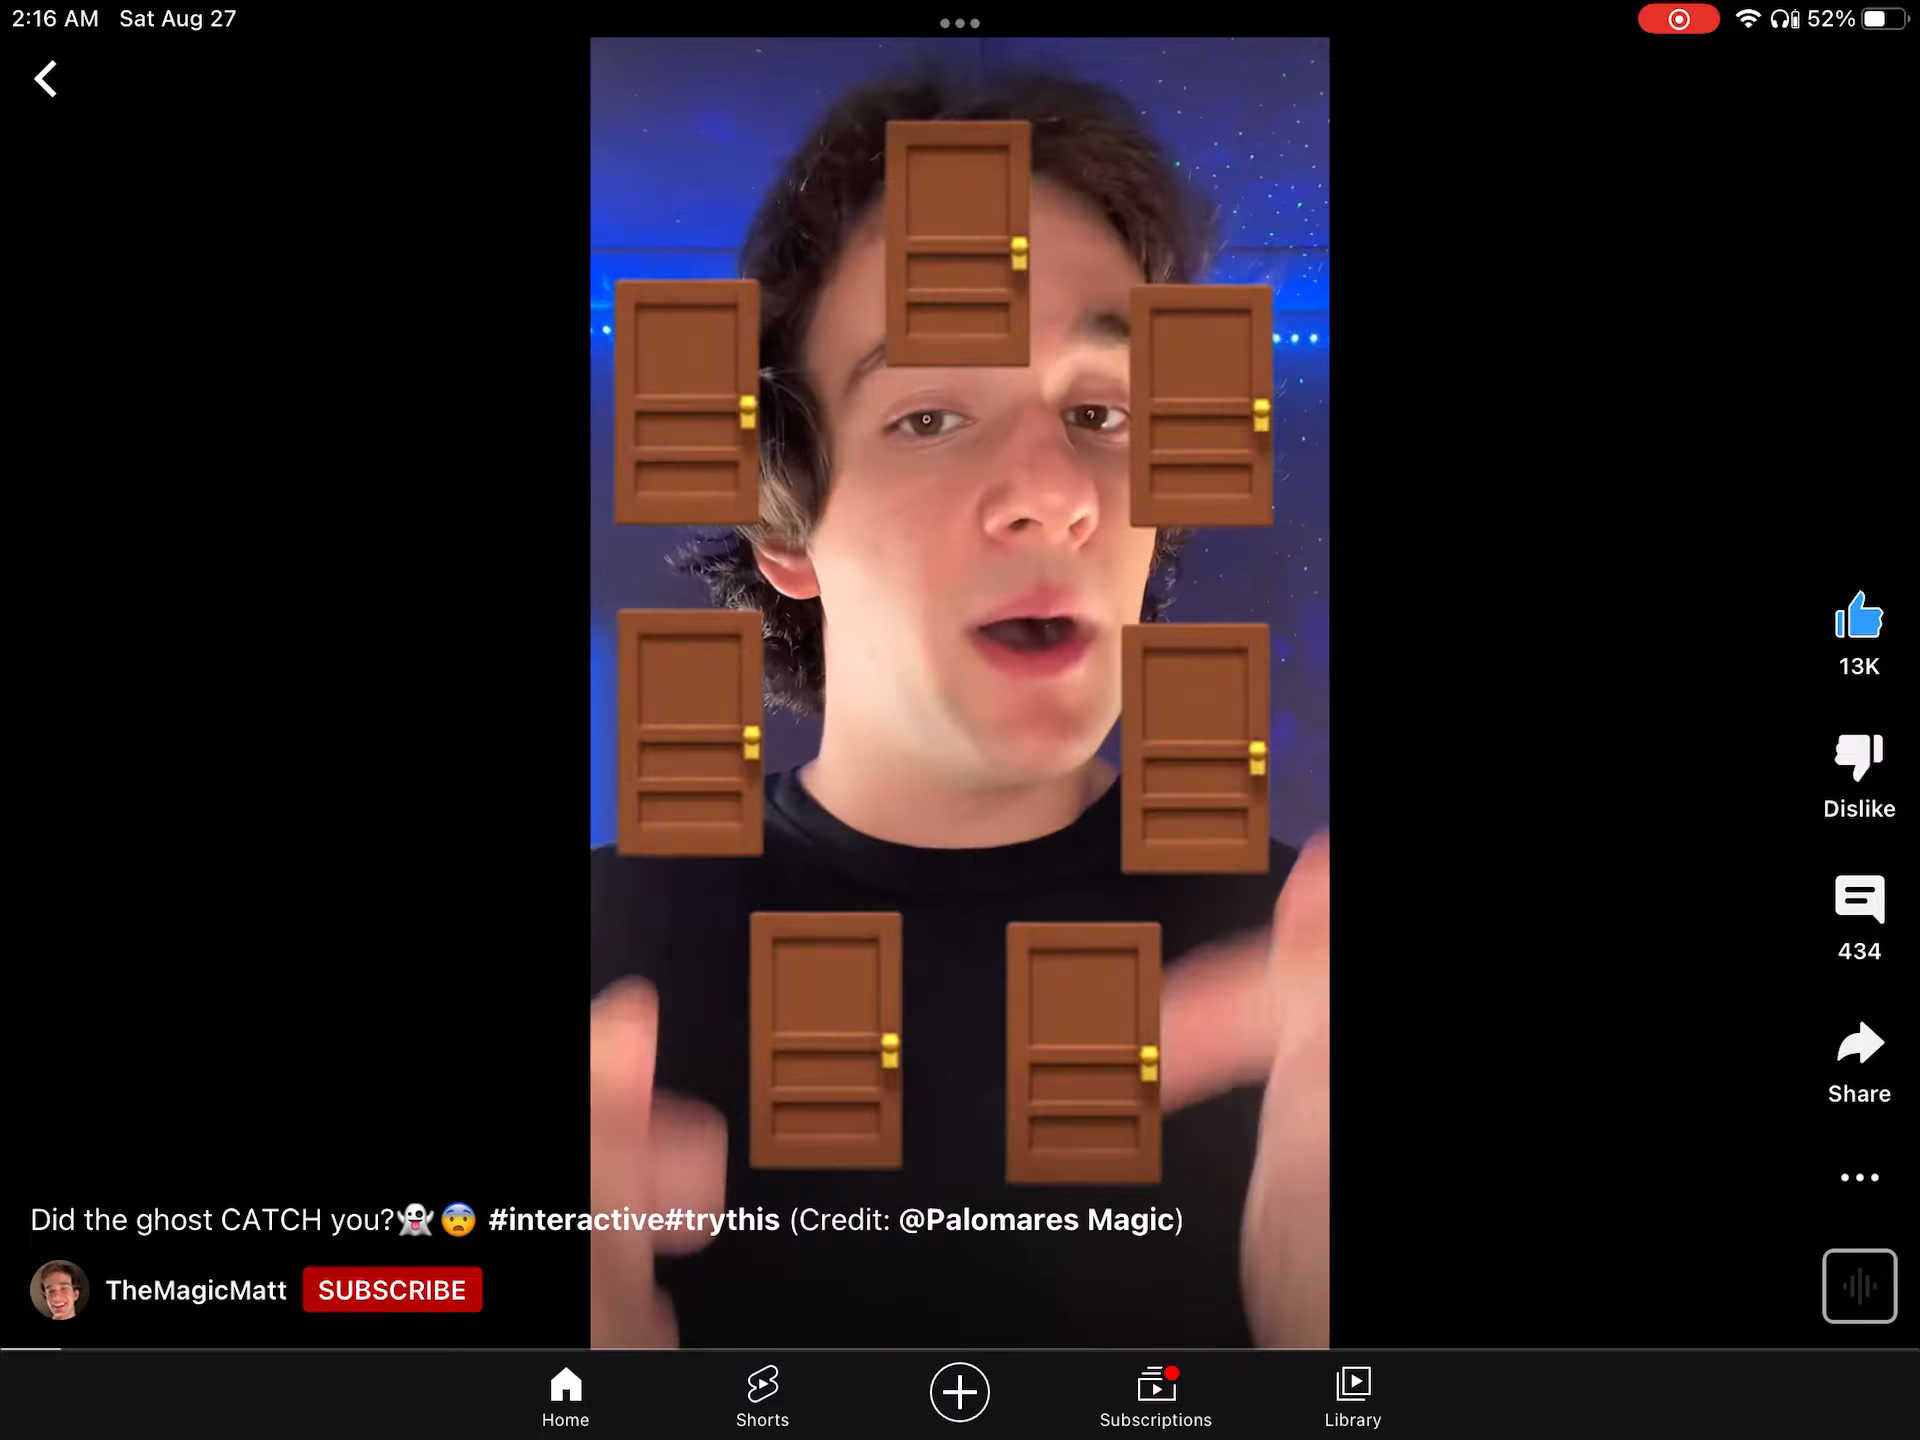 2:16 AM Sat Aug 27
52%
13K
Dislike
434
Share
Did the ghost CATCH you?👻😨 #interactive#trythis (Credit: @Palomares Magic)
TheMagicMatt SUBSCRIBE
Home Shorts Subscriptions Library